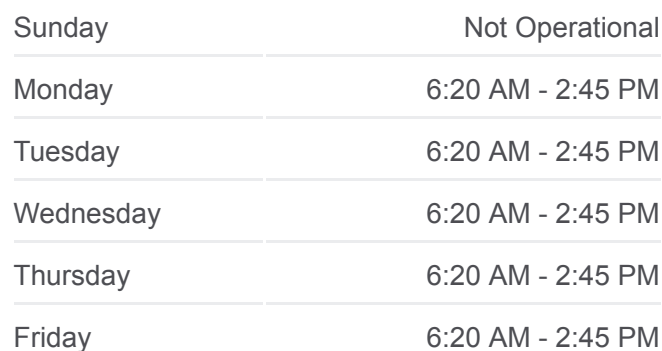 Sunday Not Operational
Monday 6:20 AM - 2:45 PM
Tuesday 6:20 AM - 2:45 PM
Wednesday 6:20 AM - 2:45 PM
Thursday 6:20 AM - 2:45 PM
Friday 6:20 AM - 2:45 PM